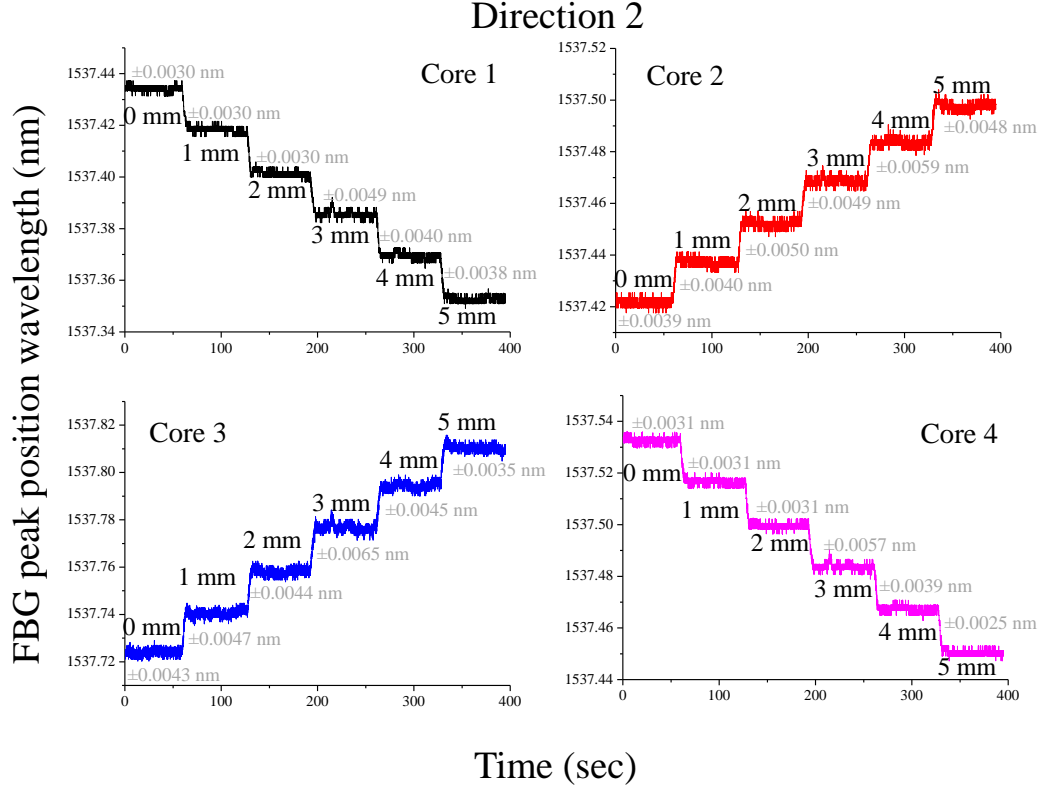 Direction 2
FBG peak position wavelength (nm)
Core 1
1537.44
1537.42
1537.40
1537.38
1537.36
1537.34
±0.0030 nm
0 mm
±0.0030 nm
1 mm
±0.0030 nm
2 mm
±0.0049 nm
3 mm
±0.0040 nm
4 mm
±0.0038 nm
5 mm
0 100 200 300 400
Core 2
1537.52
1537.50
1537.48
1537.46
1537.44
1537.42
5 mm
±0.0048 nm
4 mm
±0.0059 nm
3 mm
±0.0049 nm
2 mm
±0.0050 nm
1 mm
±0.0040 nm
0 mm
±0.0039 nm
0 100 200 300 400
Core 3
1537.82
1537.80
1537.78
1537.76
1537.74
1537.72
5 mm
±0.0035 nm
4 mm
±0.0045 nm
3 mm
±0.0065 nm
2 mm
±0.0044 nm
1 mm
±0.0047 nm
0 mm
±0.0043 nm
0 100 200 300 400
Core 4
1537.54
1537.52
1537.50
1537.48
1537.46
1537.44
±0.0031 nm
0 mm
±0.0031 nm
1 mm
±0.0031 nm
2 mm
±0.0057 nm
3 mm
±0.0039 nm
4 mm
±0.0025 nm
5 mm
0 100 200 300 400
Time (sec)